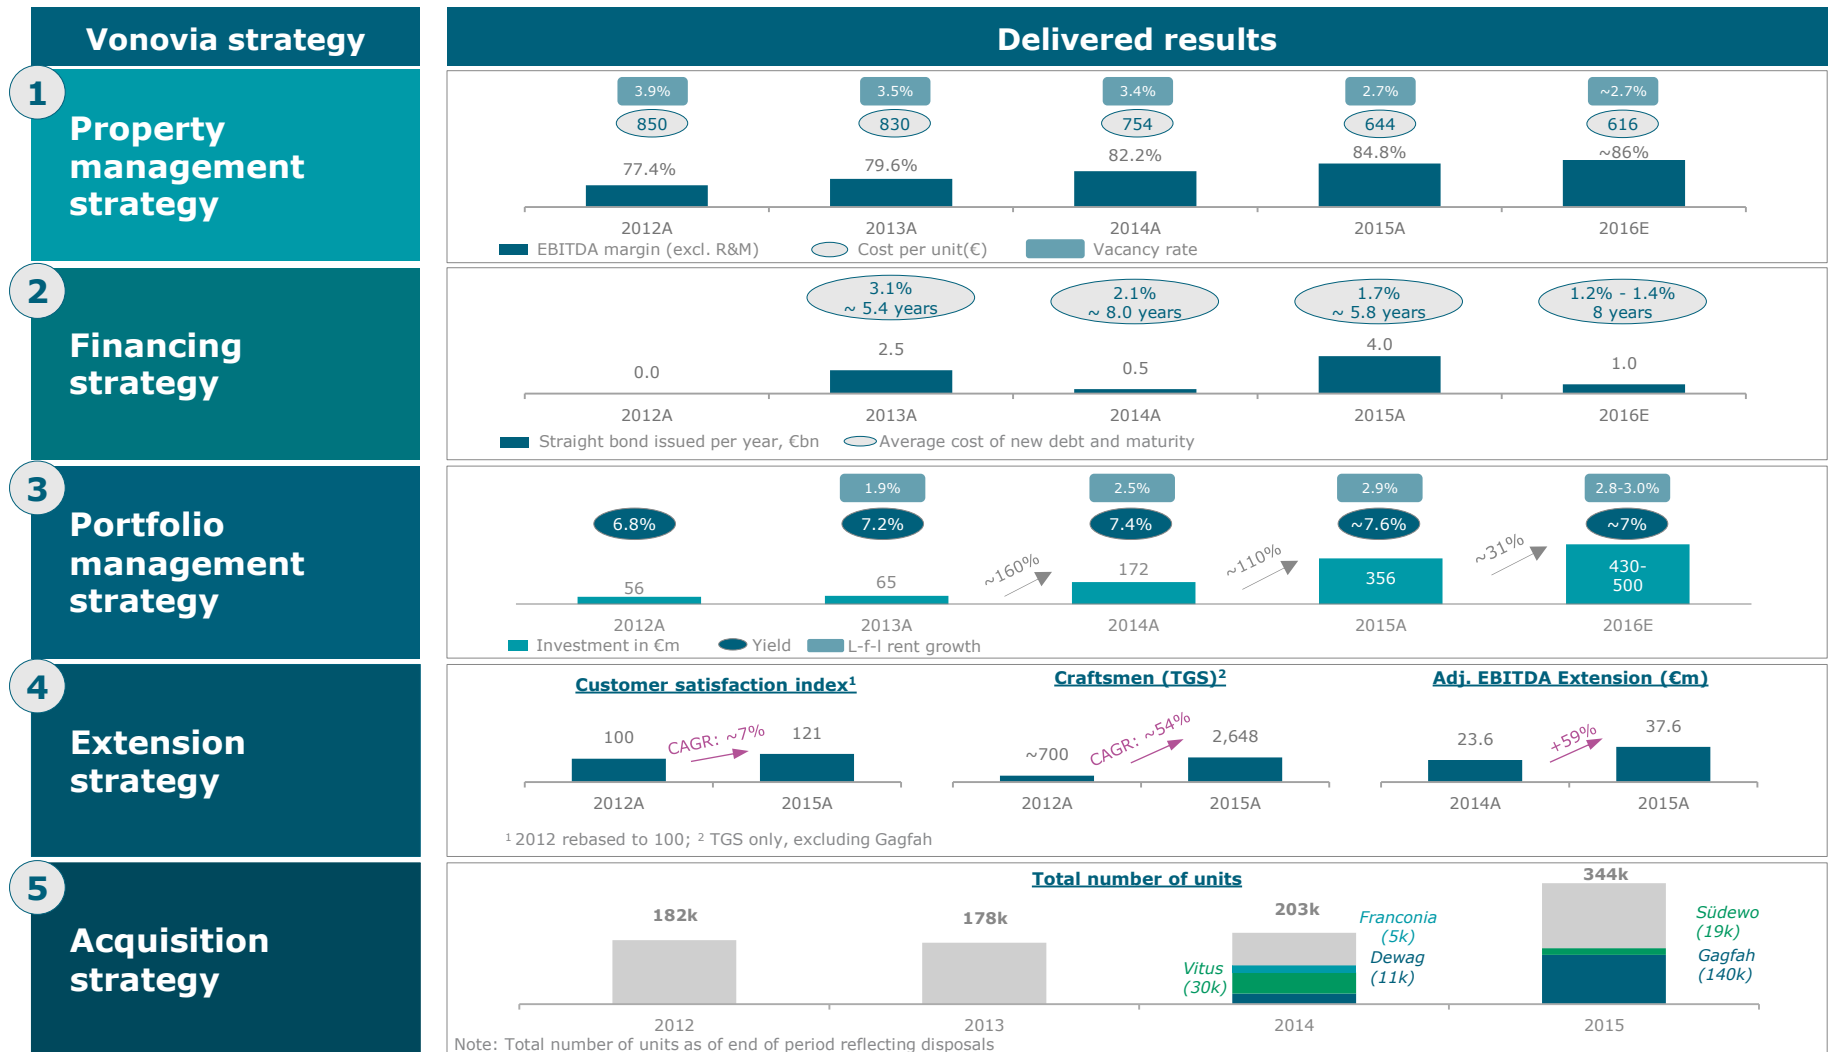 Vonovia strategy
Delivered results
1
Property
management
strategy
3.9% 3.5% 3.4% 2.7% ~2.7%
850 830 754 644 616
77.4% 79.6% 82.2% 84.8% ~86%
2012A 2013A 2014A 2015A 2016E
EBITDA margin (excl. R&M) Cost per unit(€) Vacancy rate
2
Financing
strategy
3.1% 2.1% 1.7% 1.2% - 1.4%
~ 5.4 years ~ 8.0 years ~ 5.8 years 8 years
0.0 2.5 0.5 4.0 1.0
2012A 2013A 2014A 2015A 2016E
Straight bond issued per year, €bn Average cost of new debt and maturity
3
Portfolio
management
strategy
1.9% 2.5% 2.9% 2.8-3.0%
6.8% 7.2% 7.4% ~7.6% ~7%
~160% ~110% ~31%
56 65 172 356 430-
500
2012A 2013A 2014A 2015A 2016E
Investment in €m Yield L-f-l rent growth
4
Extension
strategy
Customer satisfaction index¹
100 CAGR: ~7% 121
2012A 2015A
Craftsmen (TGS)²
~700 CAGR: ~54% 2,648
2012A 2015A
Adj. EBITDA Extension (€m)
23.6 +59% 37.6
2014A 2015A
¹ 2012 rebased to 100; ² TGS only, excluding Gagfah
5
Acquisition
strategy
Total number of units
182k 178k 203k 344k
Franconia
(5k)
Dewag
(11k)
Vitus
(30k)
Südewo
(19k)
Gagfah
(140k)
2012 2013 2014 2015
Note: Total number of units as of end of period reflecting disposals